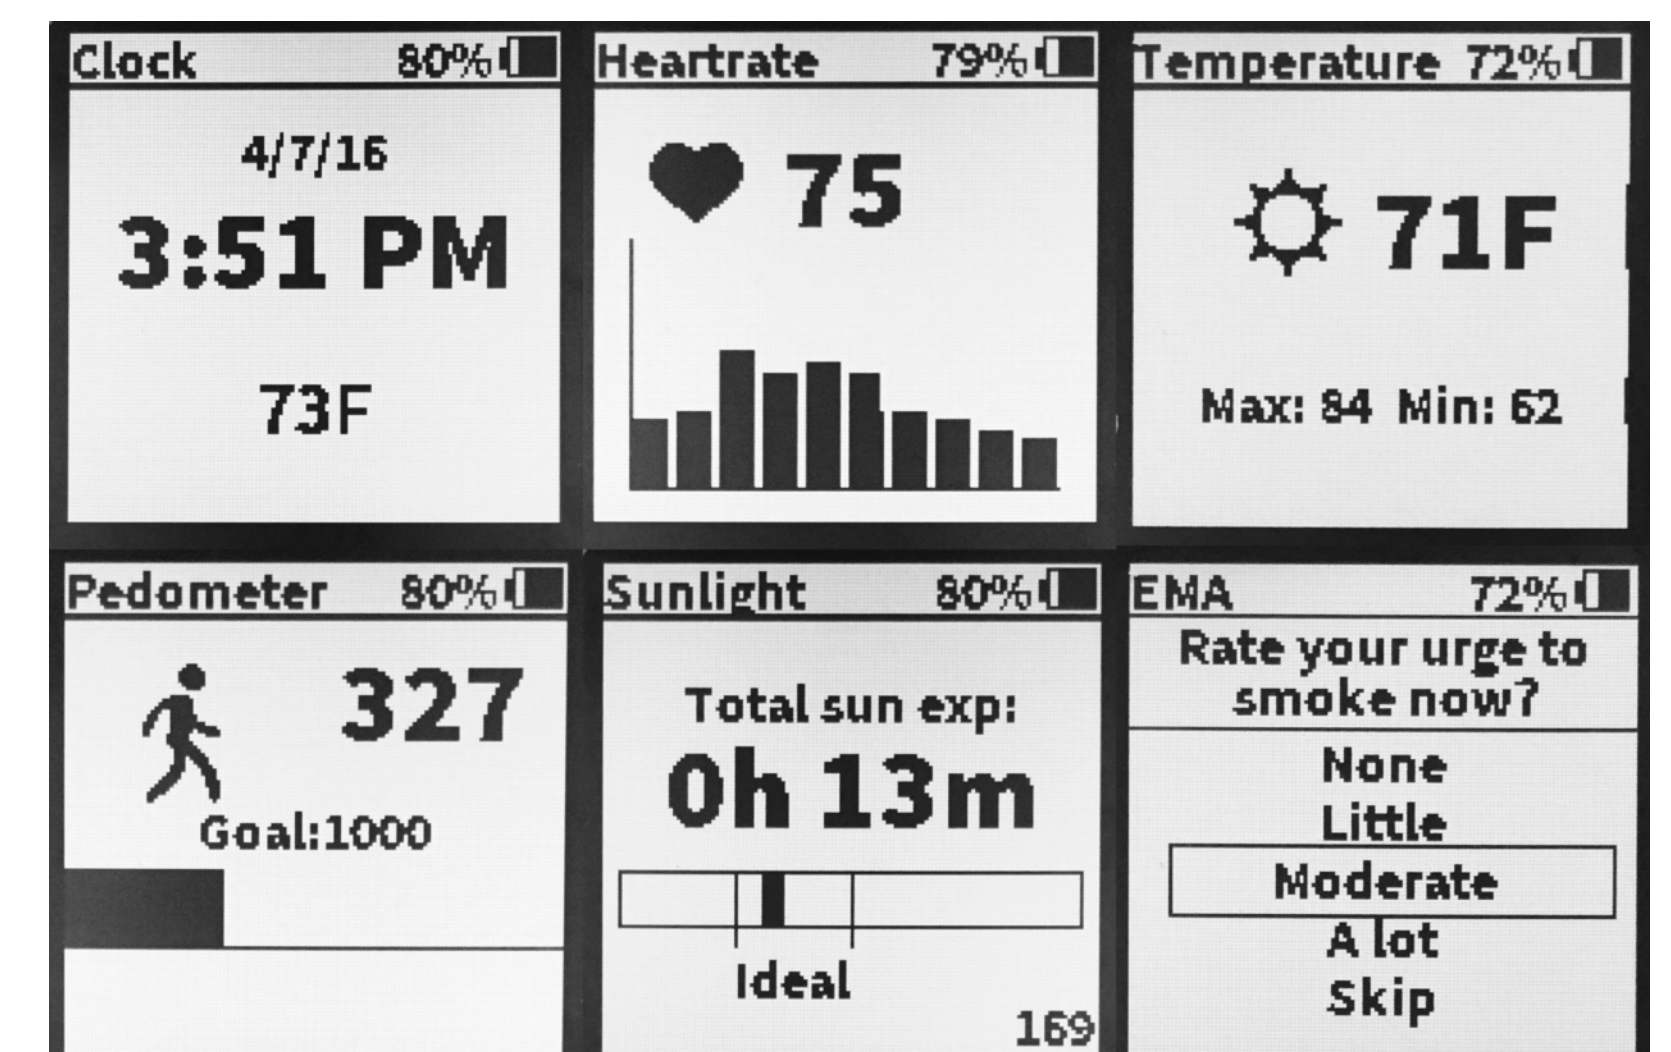 Clock 80%
4/7/16
3:51 PM
73F
Heartrate 79%
75
Temperature 72%
71F
Max: 84 Min: 62
Pedometer 80%
327
Goal:1000
Sunlight 80%
Total sun exp:
0h 13m
Ideal
169
EMA 72%
Rate your urge to
smoke now?
None
Little
Moderate
A lot
Skip